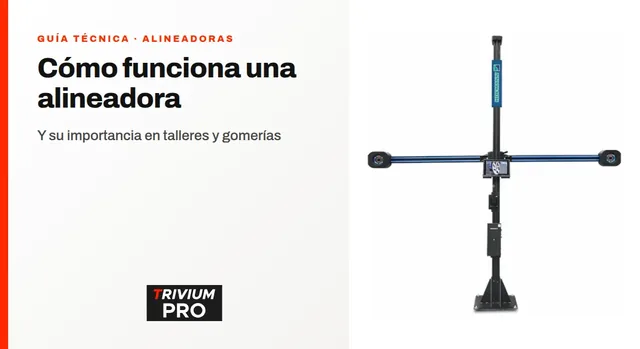 GUÍA TÉCNICA · ALINEADORAS
Cómo funciona una
alineadora
Y su importancia en talleres y gomerías
TRIVIUM
PRO